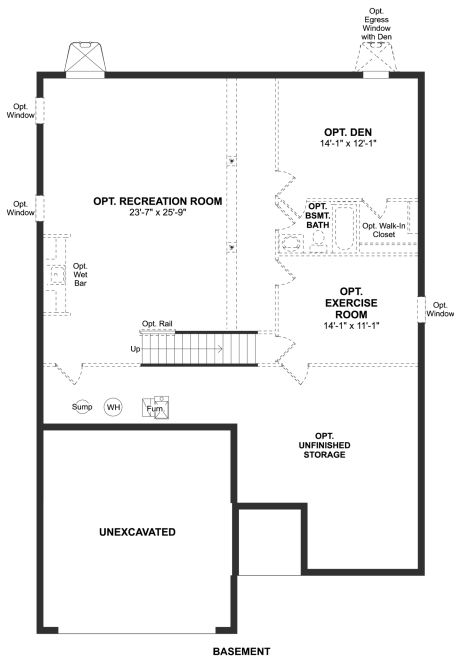 Opt.
Egress
Window
with Den
Opt.
Window
OPT. DEN
14'-1" x 12'-1"
OPT. RECREATION ROOM
23'-7" x 25'-9"
Opt.
Window
OPT.
BSMT.
BATH
Opt. Walk-In
Closet
Opt.
Wet
Bar
OPT.
EXERCISE
ROOM
14'-1" x 11'-1"
Opt.
Window
Opt. Rail
Up
Sump
WH
Furn.
OPT.
UNFINISHED
STORAGE
UNEXCAVATED
BASEMENT